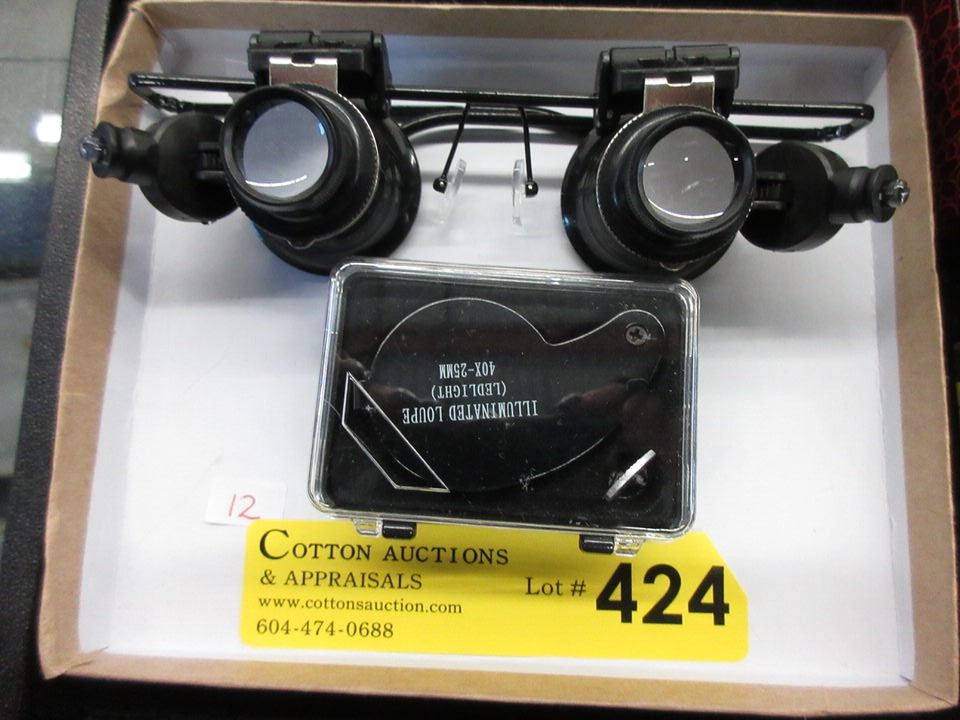 ILLUMINATED LOUPE
(LEDLIGHT)
40X-25MM
12
COTTON AUCTIONS
& APPRAISALS
www.cottonsauction.com
604-474-0688
Lot # 424